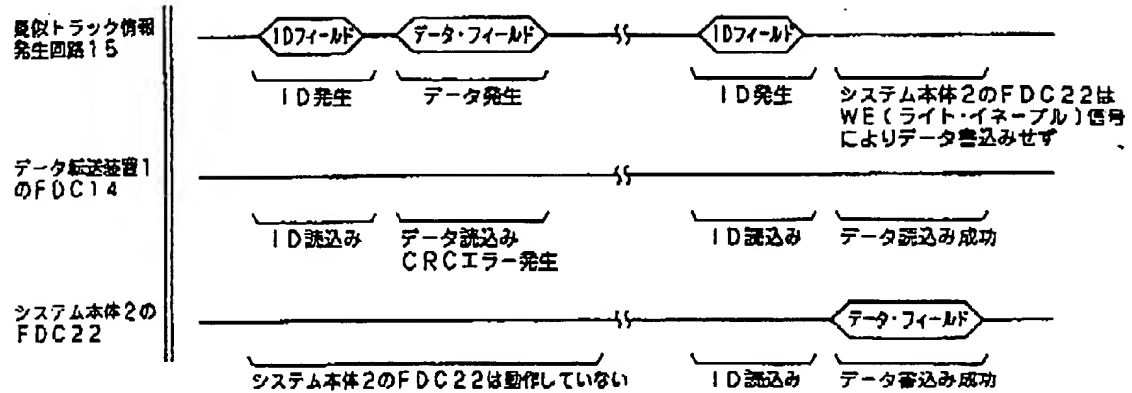 疑似トラック情報
発生回路15
IDフィールド
データ・フィールド
IDフィールド
ID発生
データ発生
ID発生
システム本体2のFDC22は
WE(ライト・イネーブル)信号
によりデータ書込みせず
データ転送装置1
のFDC14
ID読込み
データ読込み
CRCエラー発生
ID読込み
データ読込み成功
システム本体2の
FDC22
データ・フィールド
システム本体2のFDC22は動作していない
ID読込み
データ書込み成功